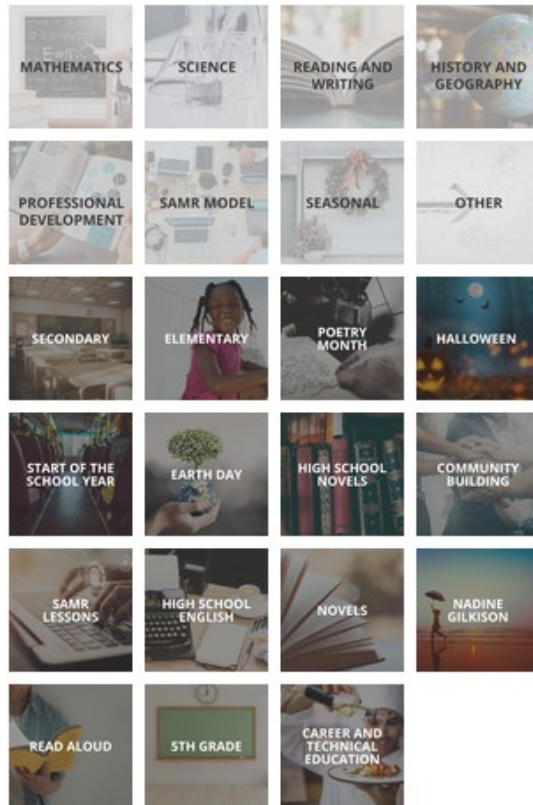 MATHEMATICS
SCIENCE
READING AND
WRITING
HISTORY AND
GEOGRAPHY
PROFESSIONAL
DEVELOPMENT
SAMR MODEL
SEASONAL
OTHER
SECONDARY
ELEMENTARY
POETRY
MONTH
HALLOWEEN
START OF THE
SCHOOL YEAR
EARTH DAY
HIGH SCHOOL
NOVELS
COMMUNITY
BUILDING
SAMR
LESSONS
HIGH SCHOOL
ENGLISH
NOVELS
NADINE
GILKISON
READ ALOUD
5TH GRADE
CAREER AND
TECHNICAL
EDUCATION